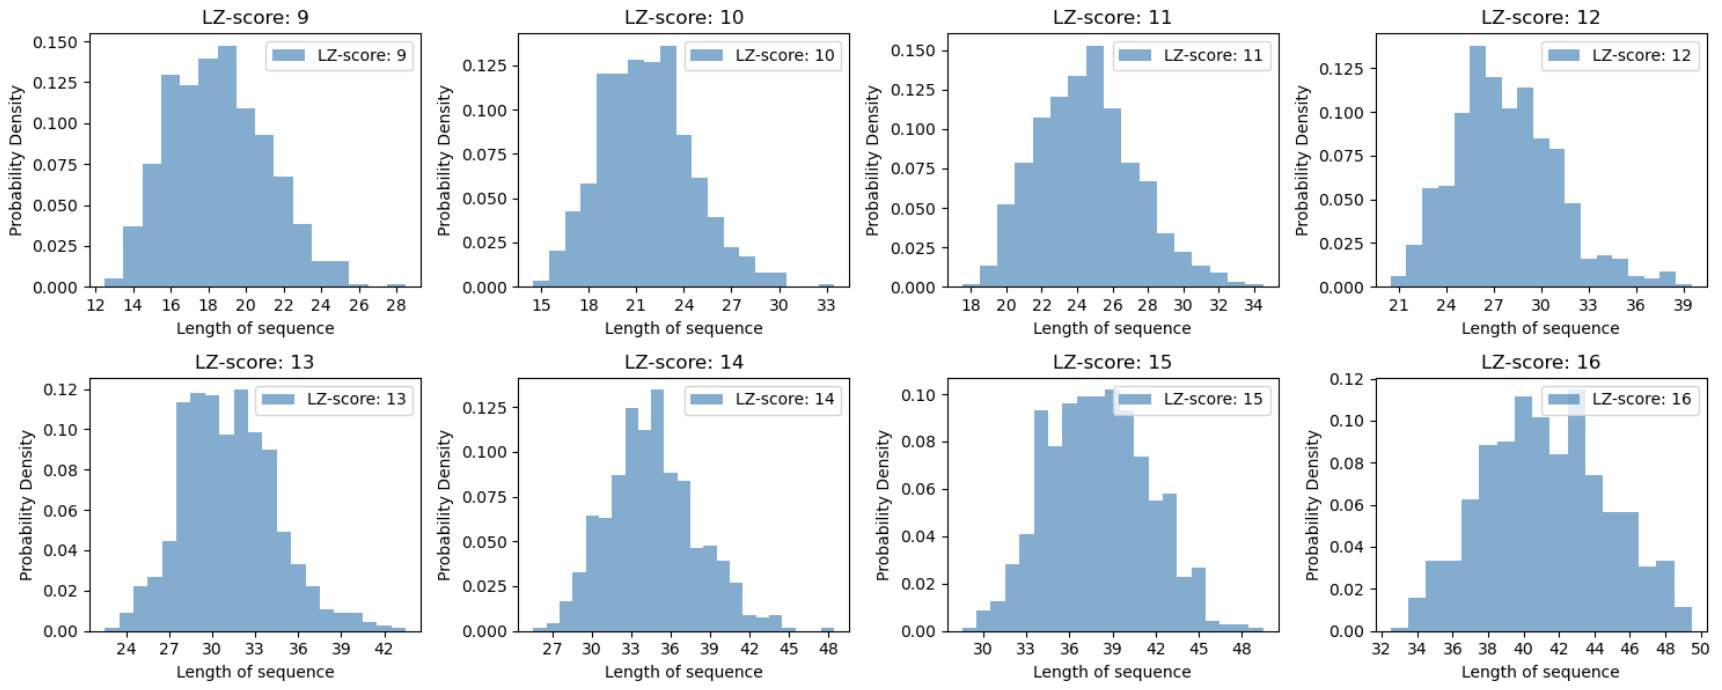 LZ-score: 9
LZ-score: 9
Probability Density
0.150
0.125
0.100
0.075
0.050
0.025
0.000
12 14 16 18 20 22 24 26 28
Length of sequence
LZ-score: 10
LZ-score: 10
Probability Density
0.125
0.100
0.075
0.050
0.025
0.000
15 18 21 24 27 30 33
Length of sequence
LZ-score: 11
LZ-score: 11
Probability Density
0.150
0.125
0.100
0.075
0.050
0.025
0.000
18 20 22 24 26 28 30 32 34
Length of sequence
LZ-score: 12
LZ-score: 12
Probability Density
0.125
0.100
0.075
0.050
0.025
0.000
21 24 27 30 33 36 39
Length of sequence
LZ-score: 13
LZ-score: 13
Probability Density
0.12
0.10
0.08
0.06
0.04
0.02
0.00
24 27 30 33 36 39 42
Length of sequence
LZ-score: 14
LZ-score: 14
Probability Density
0.125
0.100
0.075
0.050
0.025
0.000
27 30 33 36 39 42 45 48
Length of sequence
LZ-score: 15
LZ-score: 15
Probability Density
0.10
0.08
0.06
0.04
0.02
0.00
30 33 36 39 42 45 48
Length of sequence
LZ-score: 16
LZ-score: 16
Probability Density
0.12
0.10
0.08
0.06
0.04
0.02
0.00
32 34 36 38 40 42 44 46 48 50
Length of sequence